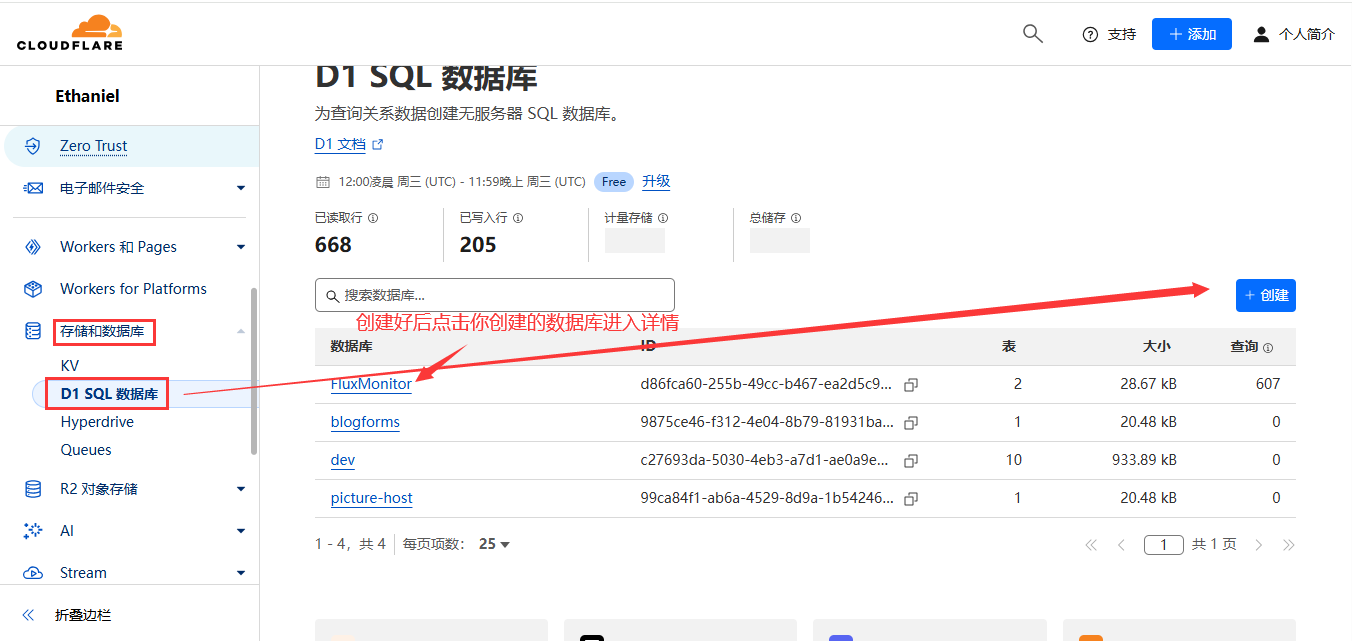 CLOUDFLARE
支持
+ 添加
个人简介
Ethaniel
Zero Trust
电子邮件安全
Workers 和 Pages
Workers for Platforms
存储和数据库
KV
D1 SQL 数据库
Hyperdrive
Queues
R2 对象存储
AI
Stream
折叠边栏
D1 SQL 数据库
为查询关系数据创建无服务器 SQL 数据库。
D1 文档
12:00凌晨 周三 (UTC) - 11:59晚上 周三 (UTC) Free 升级
已读取行 已写入行 计量存储 总储存
668 205
搜索数据库...
+ 创建
创建好后点击你创建的数据库进入详情
数据库 ID 表 大小 查询
FluxMonitor d86fca60-255b-49cc-b467-ea2d5c9... 2 28.67 kB 607
blogforms 9875ce46-f312-4e04-8b79-81931ba... 1 20.48 kB 0
dev c27693da-5030-4eb3-a7d1-ae0a9e... 10 933.89 kB 0
picture-host 99ca84f1-ab6a-4529-8d9a-1b54246... 1 20.48 kB 0
1 - 4, 共 4 每页项数: 25 1 共 1 页